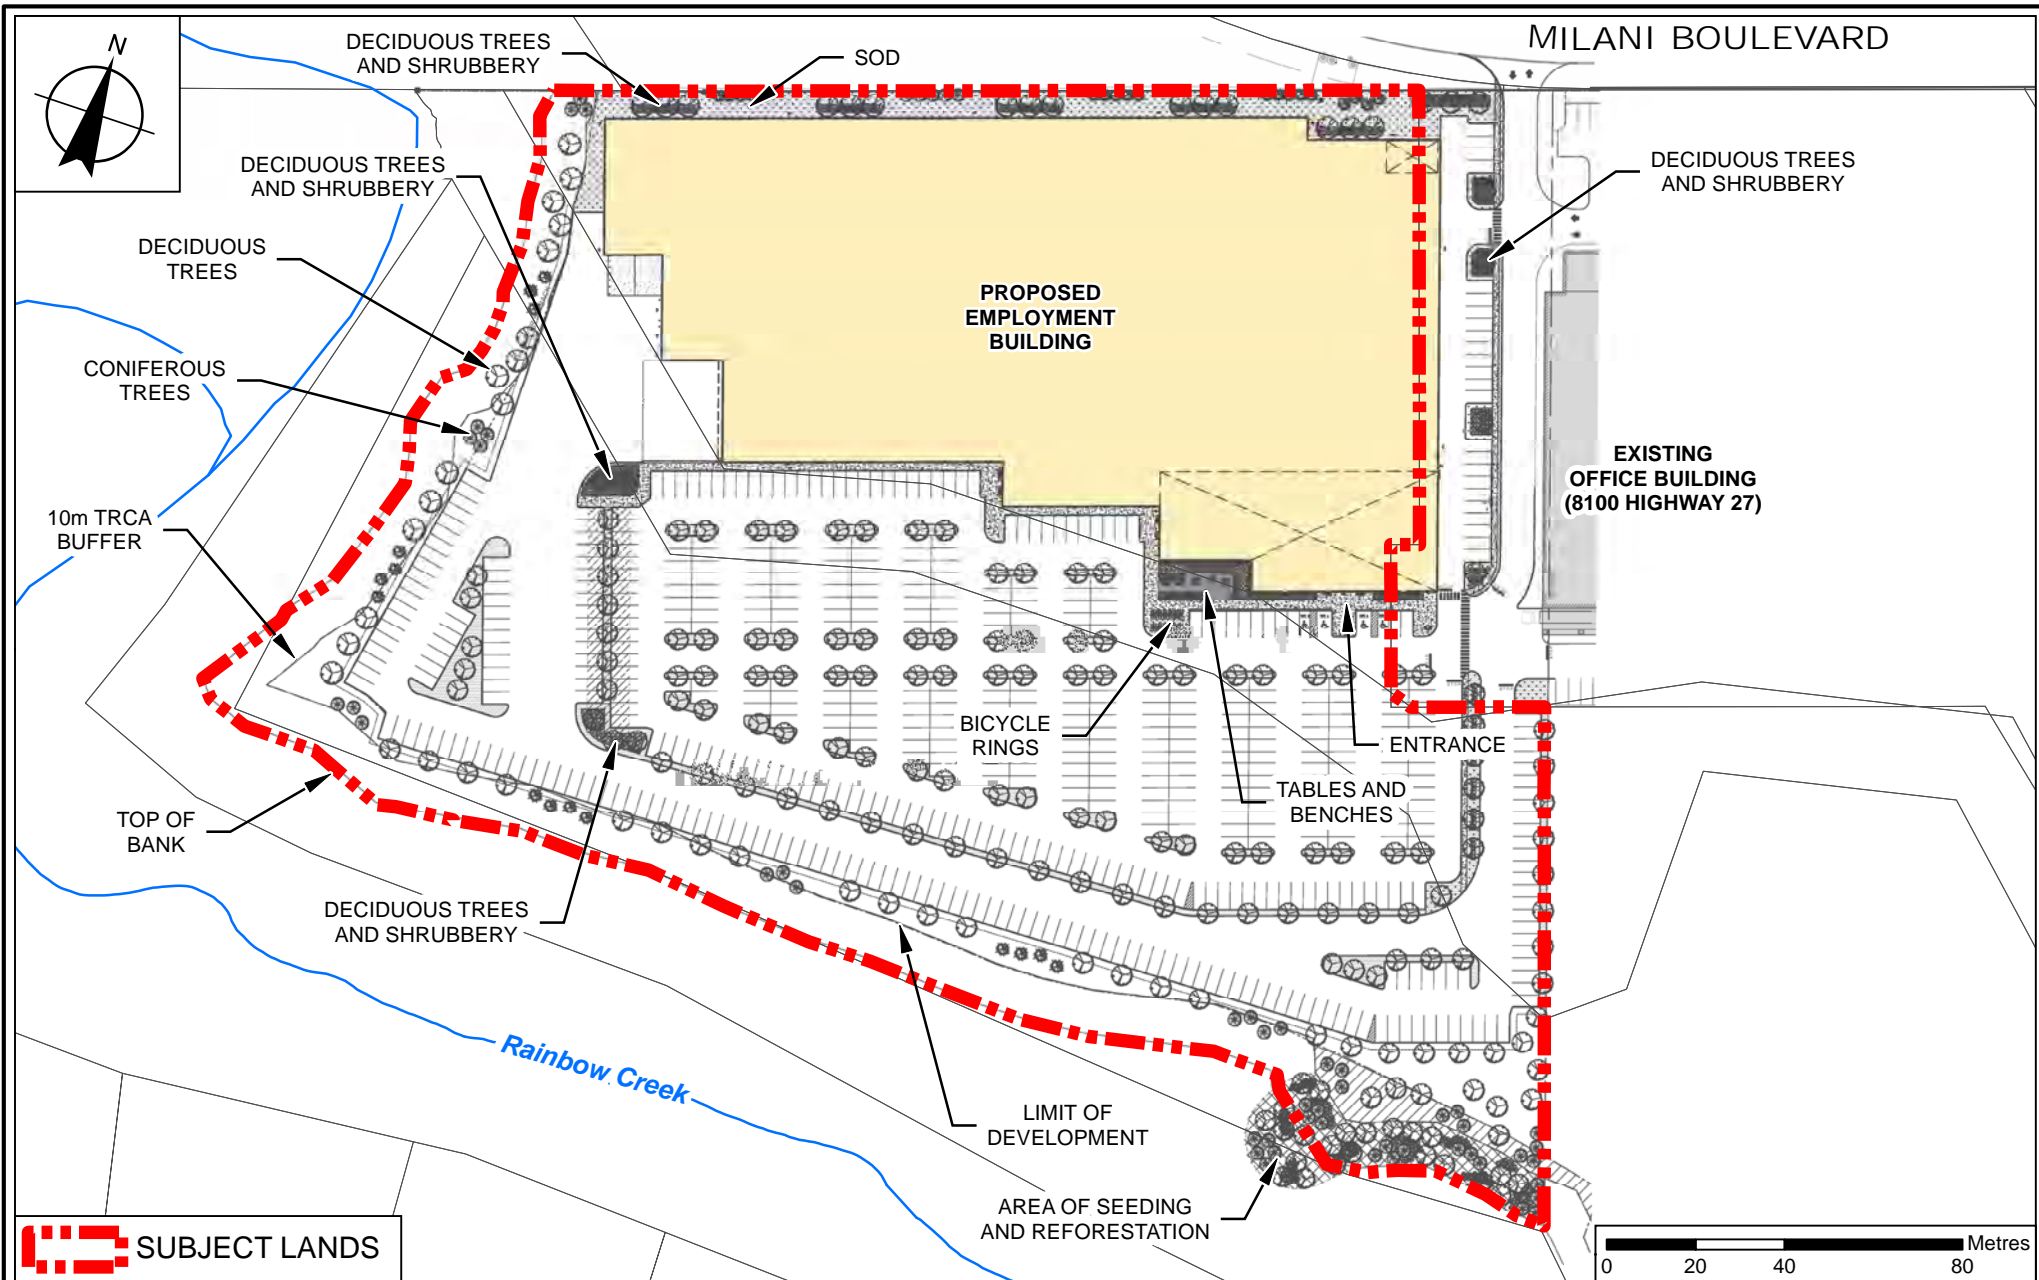 MILANI BOULEVARD
N
DECIDUOUS TREES
AND SHRUBBERY
SOD
DECIDUOUS TREES
AND SHRUBBERY
DECIDUOUS TREES
AND SHRUBBERY
DECIDUOUS
TREES
PROPOSED
EMPLOYMENT
BUILDING
CONIFEROUS
TREES
EXISTING
OFFICE BUILDING
(8100 HIGHWAY 27)
10m TRCA
BUFFER
BICYCLE
RINGS
ENTRANCE
TABLES AND
BENCHES
TOP OF
BANK
DECIDUOUS TREES
AND SHRUBBERY
Rainbow Creek
LIMIT OF
DEVELOPMENT
AREA OF SEEDING
AND REFORESTATION
SUBJECT LANDS
Metres
0 20 40 80